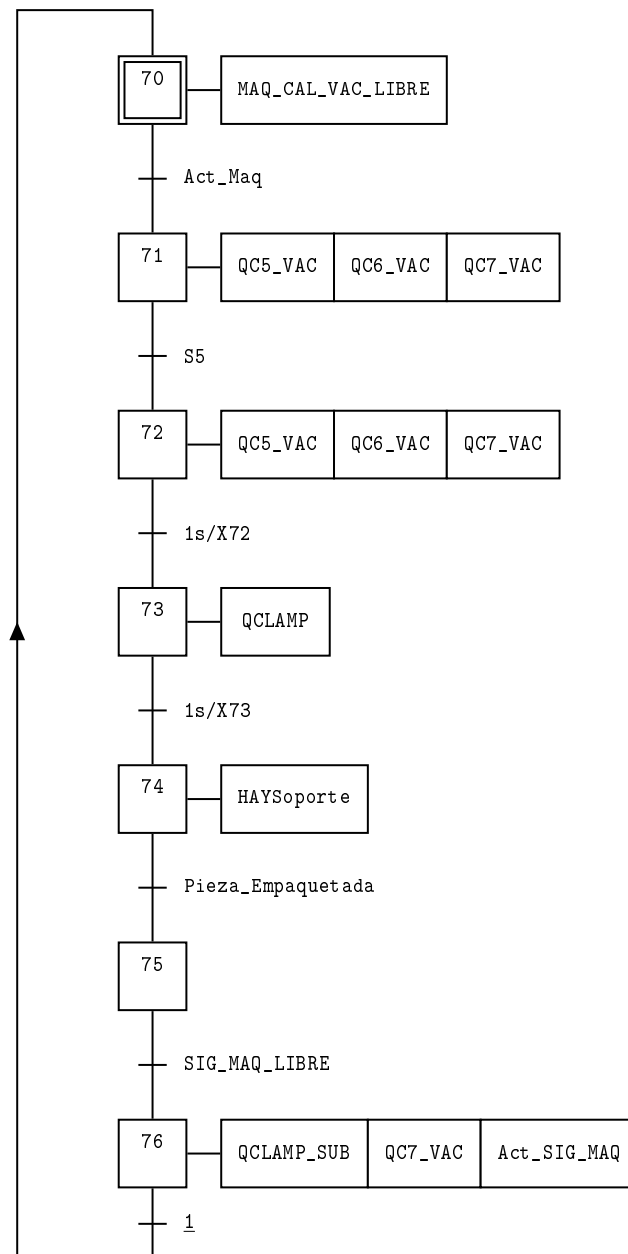 70 MAQ_CAL_VAC_LIBRE
Act_Maq
71 QC5_VAC QC6_VAC QC7_VAC
S5
72 QC5_VAC QC6_VAC QC7_VAC
1s/X72
73 QCLAMP
1s/X73
74 HAYSoporte
Pieza_Empaquetada
75
SIG_MAQ_LIBRE
76 QCLAMP_SUB QC7_VAC Act_SIG_MAQ
1